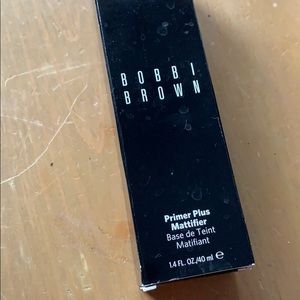 BOBBI
BROWN
Primer Plus
Mattifier
Base de Teint
Matifiant
1.4 FL. OZ./40 ml ℮